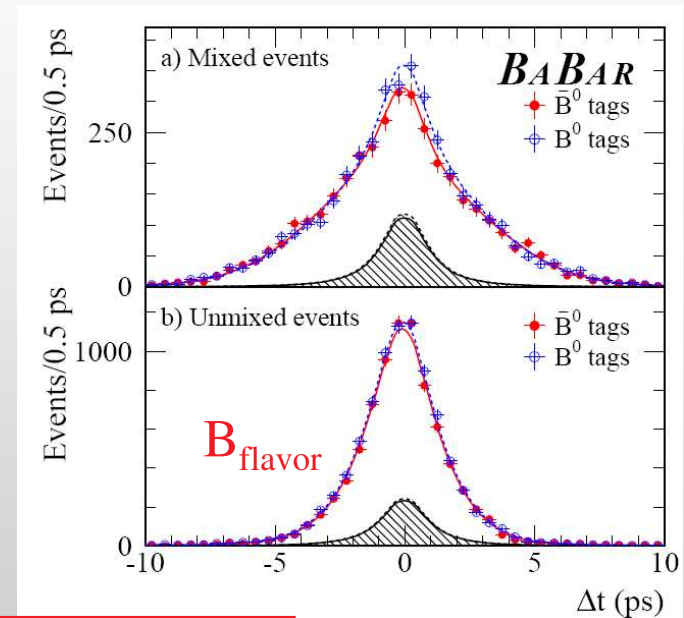 a) Mixed events
BABAR
B̄⁰ tags
B⁰ tags
Events/0.5 ps
250
0
b) Unmixed events
B̄⁰ tags
B⁰ tags
Events/0.5 ps
1000
B_flavor
0
-10 -5 0 5 10
Δt (ps)